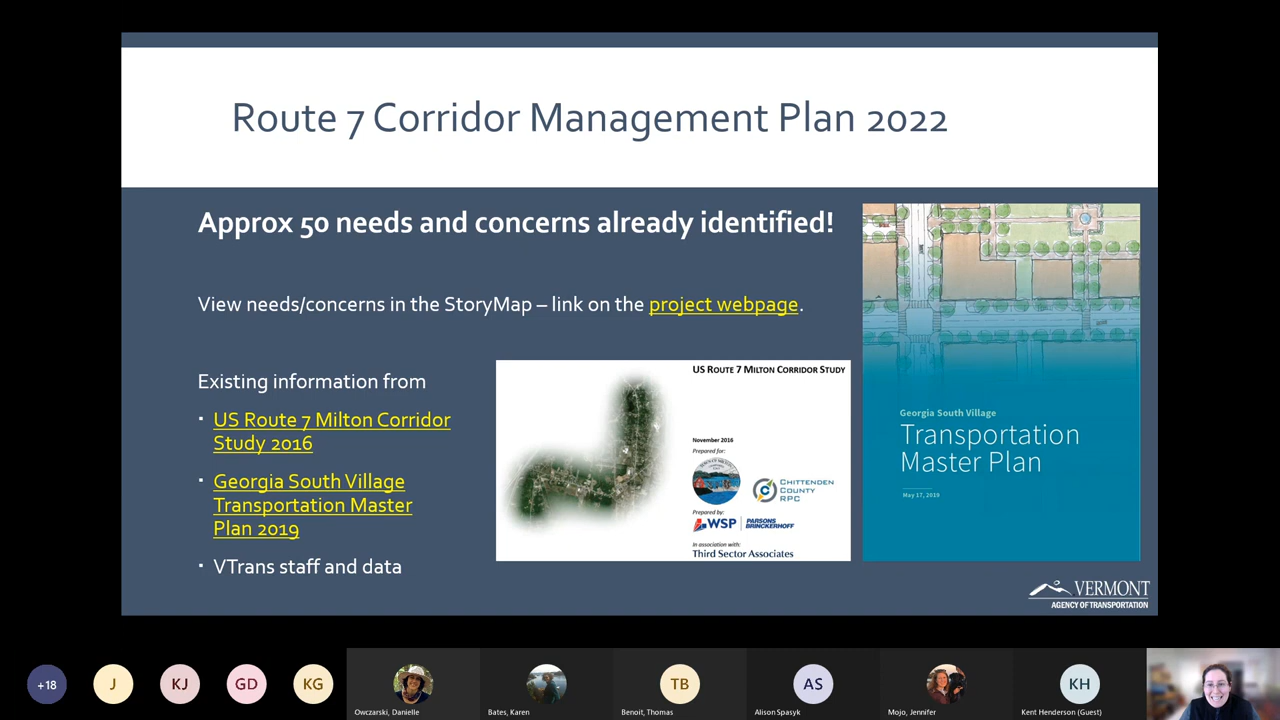 Route 7 Corridor Management Plan 2022
Approx 50 needs and concerns already identified!
View needs/concerns in the StoryMap – link on the project webpage.
Existing information from
▪ US Route 7 Milton Corridor
Study 2016
▪ Georgia South Village
Transportation Master
Plan 2019
▪ VTrans staff and data
US ROUTE 7 MILTON CORRIDOR STUDY
November 2016
Prepared for:
CHITTENDEN
COUNTY
RPC
Prepared by:
WSP PARSONS
BRINCKERHOFF
In association with:
Third Sector Associates
Georgia South Village
Transportation
Master Plan
May 17, 2019
VERMONT
AGENCY OF TRANSPORTATION
+18
J
KJ
GD
KG
TB
AS
KH
Owczarski, Danielle
Bates, Karen
Benoit, Thomas
Alison Spasyk
Mojo, Jennifer
Kent Henderson (Guest)